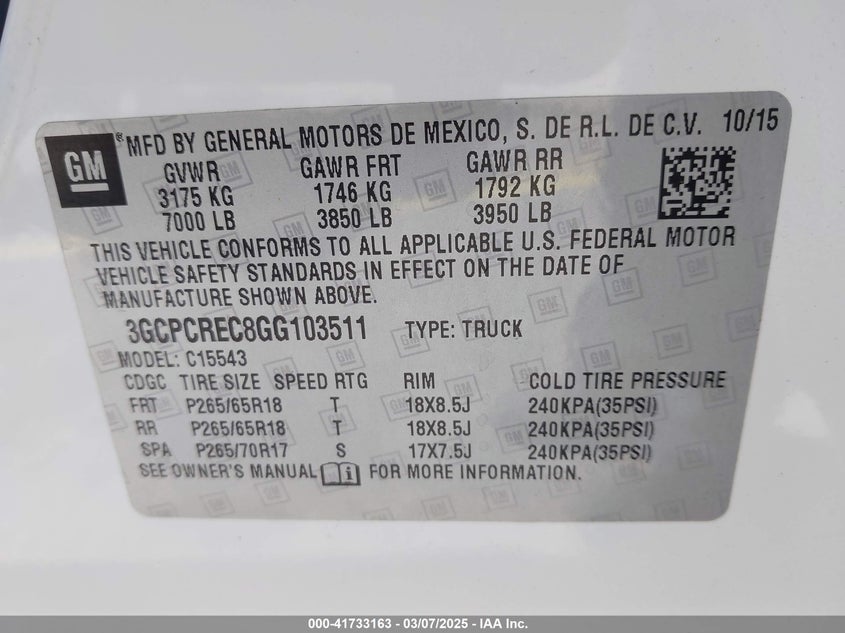 GM ® MFD BY GENERAL MOTORS DE MEXICO, S. DE R.L. DE C.V. 10/15
GVWR GAWR FRT GAWR RR
3175 KG 1746 KG 1792 KG
7000 LB 3850 LB 3950 LB
THIS VEHICLE CONFORMS TO ALL APPLICABLE U.S. FEDERAL MOTOR
VEHICLE SAFETY STANDARDS IN EFFECT ON THE DATE OF
MANUFACTURE SHOWN ABOVE.
3GCPCREC8GG103511 TYPE: TRUCK
MODEL: C15543
CDGC TIRE SIZE SPEED RTG RIM COLD TIRE PRESSURE
FRT P265/65R18 T 18X8.5J 240KPA(35PSI)
RR P265/65R18 T 18X8.5J 240KPA(35PSI)
SPA P265/70R17 S 17X7.5J 240KPA(35PSI)
SEE OWNER'S MANUAL i FOR MORE INFORMATION.
000-41733163 - 03/07/2025 - IAA Inc.